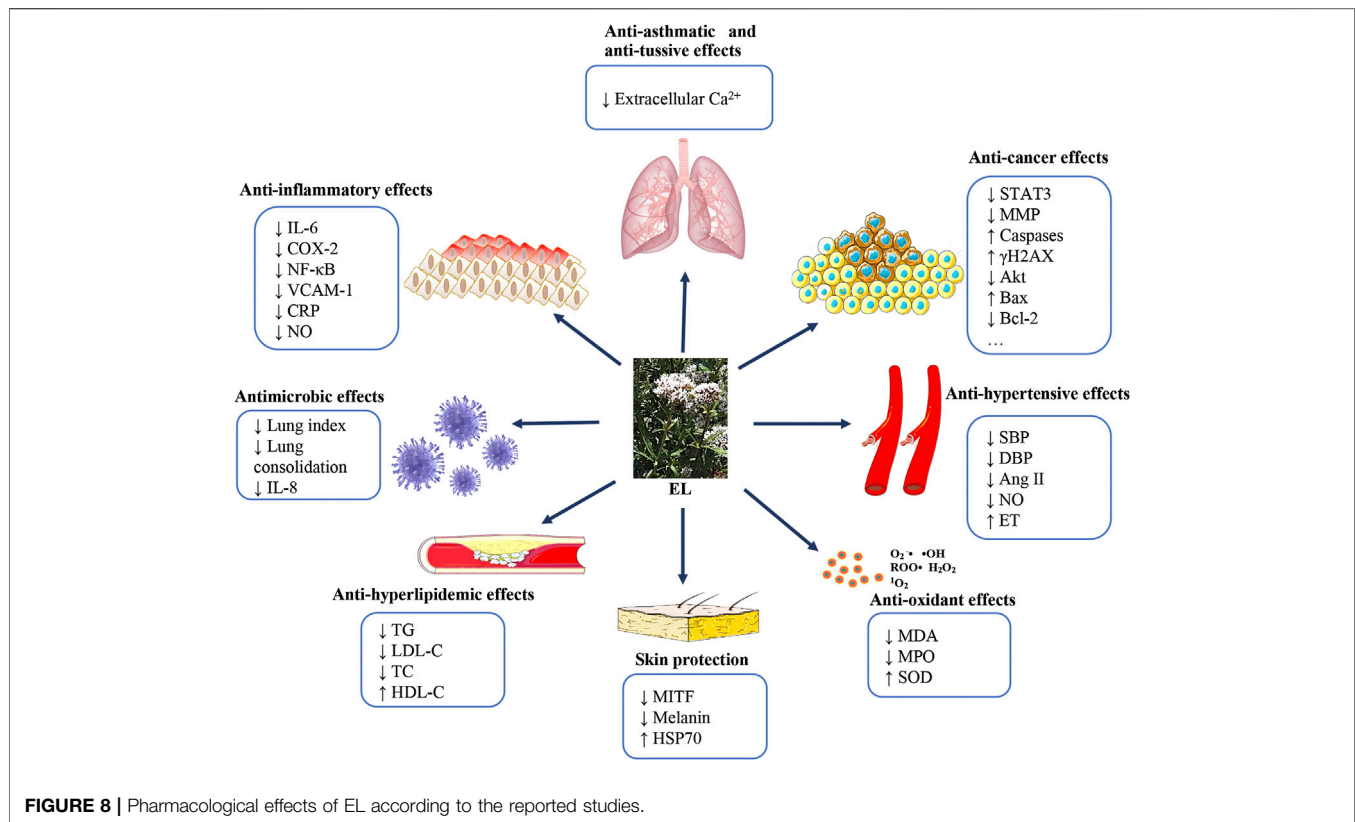 Anti-asthmatic and
anti-tussive effects
↓ Extracellular Ca²⁺
Anti-cancer effects
↓ STAT3
↓ MMP
↑ Caspases
↑ γH2AX
↓ Akt
↑ Bax
↓ Bcl-2
…
Anti-inflammatory effects
↓ IL-6
↓ COX-2
↓ NF-κB
↓ VCAM-1
↓ CRP
↓ NO
Anti-hypertensive effects
↓ SBP
↓ DBP
↓ Ang II
↓ NO
↑ ET
Antimicrobic effects
↓ Lung index
↓ Lung
consolidation
↓ IL-8
EL
O₂⁻• •OH
ROO• H₂O₂
¹O₂
Anti-oxidant effects
↓ MDA
↓ MPO
↑ SOD
Anti-hyperlipidemic effects
↓ TG
↓ LDL-C
↓ TC
↑ HDL-C
Skin protection
↓ MITF
↓ Melanin
↑ HSP70
FIGURE 8 | Pharmacological effects of EL according to the reported studies.